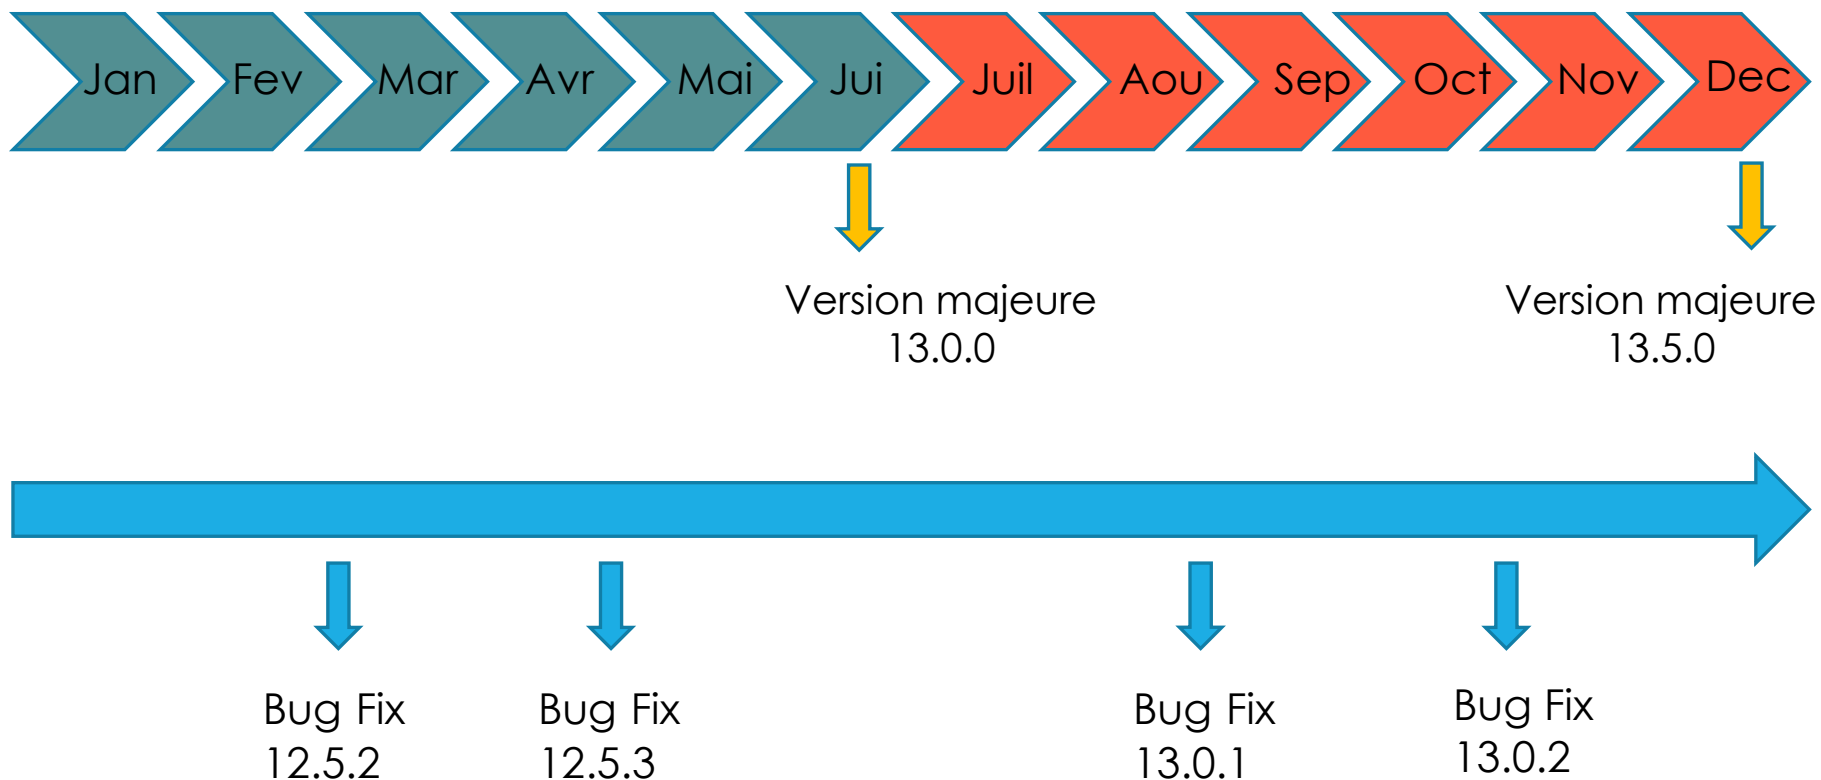 Jan Fev Mar Avr Mai Jui Juil Aou Sep Oct Nov Dec
Version majeure
13.0.0
Version majeure
13.5.0
Bug Fix
12.5.2
Bug Fix
12.5.3
Bug Fix
13.0.1
Bug Fix
13.0.2